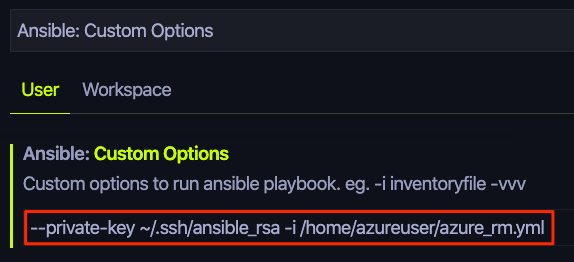 Ansible: Custom Options
User Workspace
Ansible: Custom Options
Custom options to run ansible playbook. eg. -i inventoryfile -vvv
--private-key ~/.ssh/ansible_rsa -i /home/azureuser/azure_rm.yml